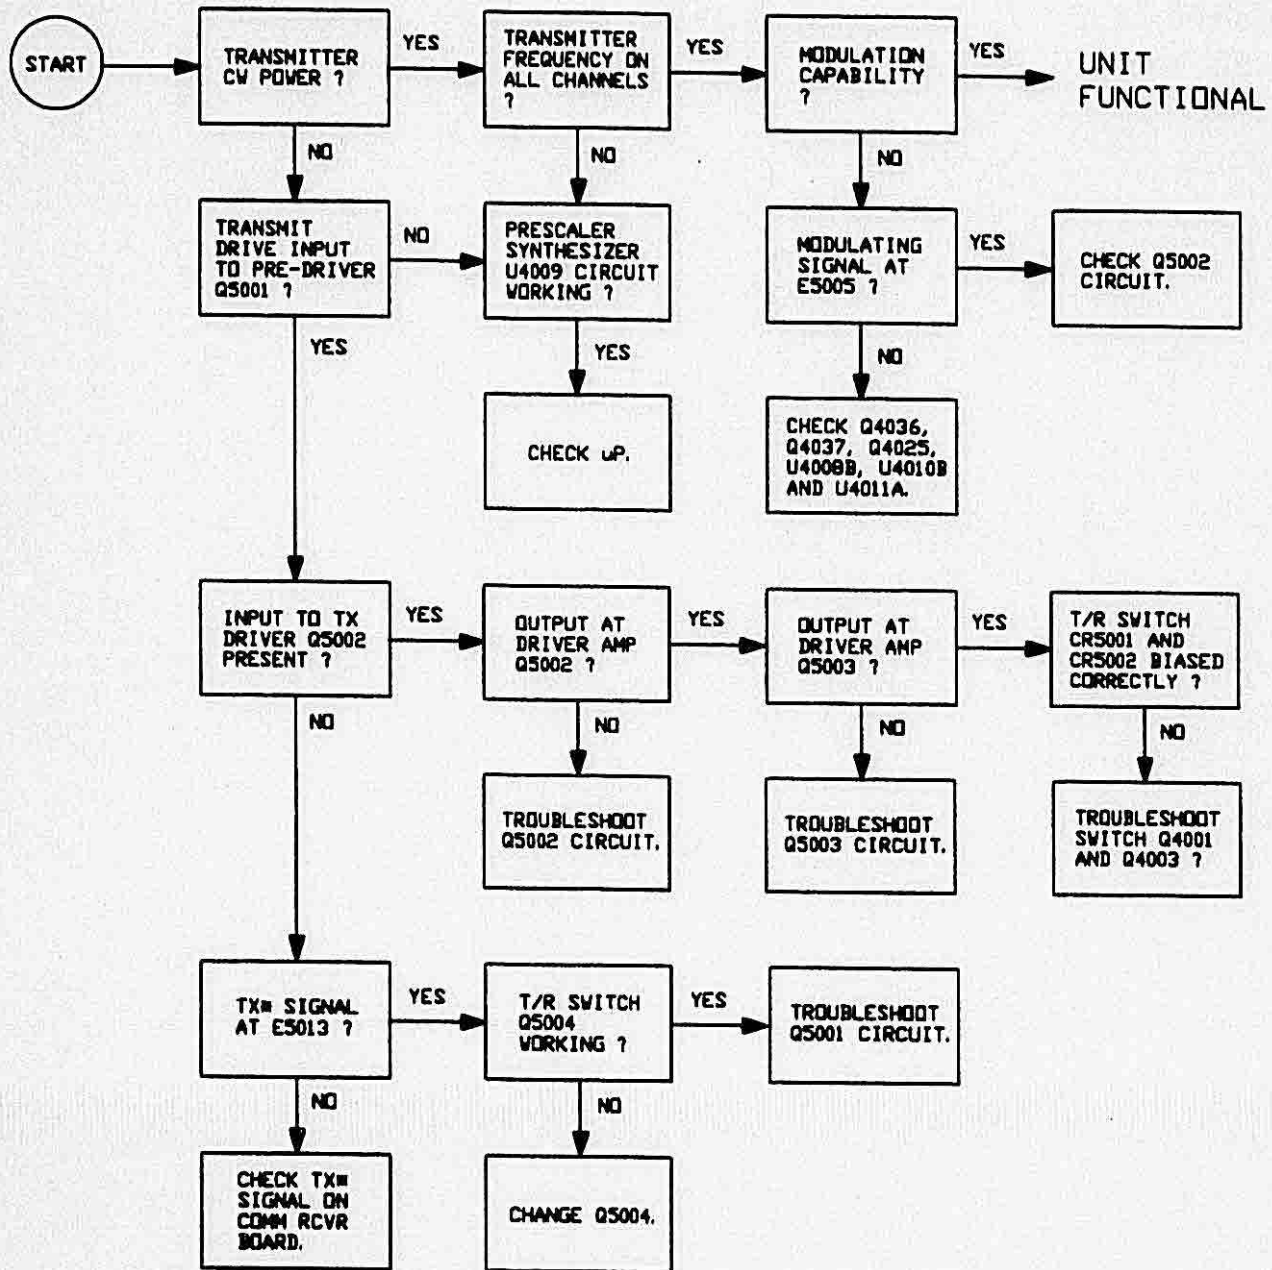 START
TRANSMITTER
CW POWER ?
YES
TRANSMITTER
FREQUENCY ON
ALL CHANNELS
?
YES
MODULATION
CAPABILITY
?
YES
UNIT
FUNCTIONAL
NO
NO
NO
TRANSMIT
DRIVE INPUT
TO PRE-DRIVER
Q5001 ?
NO
PRESCALER
SYNTHESIZER
U4009 CIRCUIT
WORKING ?
MODULATING
SIGNAL AT
E5005 ?
YES
CHECK Q5002
CIRCUIT.
YES
YES
NO
CHECK uP.
CHECK Q4036,
Q4037, Q4025,
U4008B, U4010B
AND U4011A.
INPUT TO TX
DRIVER Q5002
PRESENT ?
YES
OUTPUT AT
DRIVER AMP
Q5002 ?
YES
OUTPUT AT
DRIVER AMP
Q5003 ?
YES
T/R SWITCH
CR5001 AND
CR5002 BIASED
CORRECTLY ?
NO
NO
NO
NO
TROUBLESHOOT
Q5002 CIRCUIT.
TROUBLESHOOT
Q5003 CIRCUIT.
TROUBLESHOOT
SWITCH Q4001
AND Q4003 ?
TX* SIGNAL
AT E5013 ?
YES
T/R SWITCH
Q5004
WORKING ?
YES
TROUBLESHOOT
Q5001 CIRCUIT.
NO
NO
CHECK TX*
SIGNAL ON
COMM RCVR
BOARD.
CHANGE Q5004.